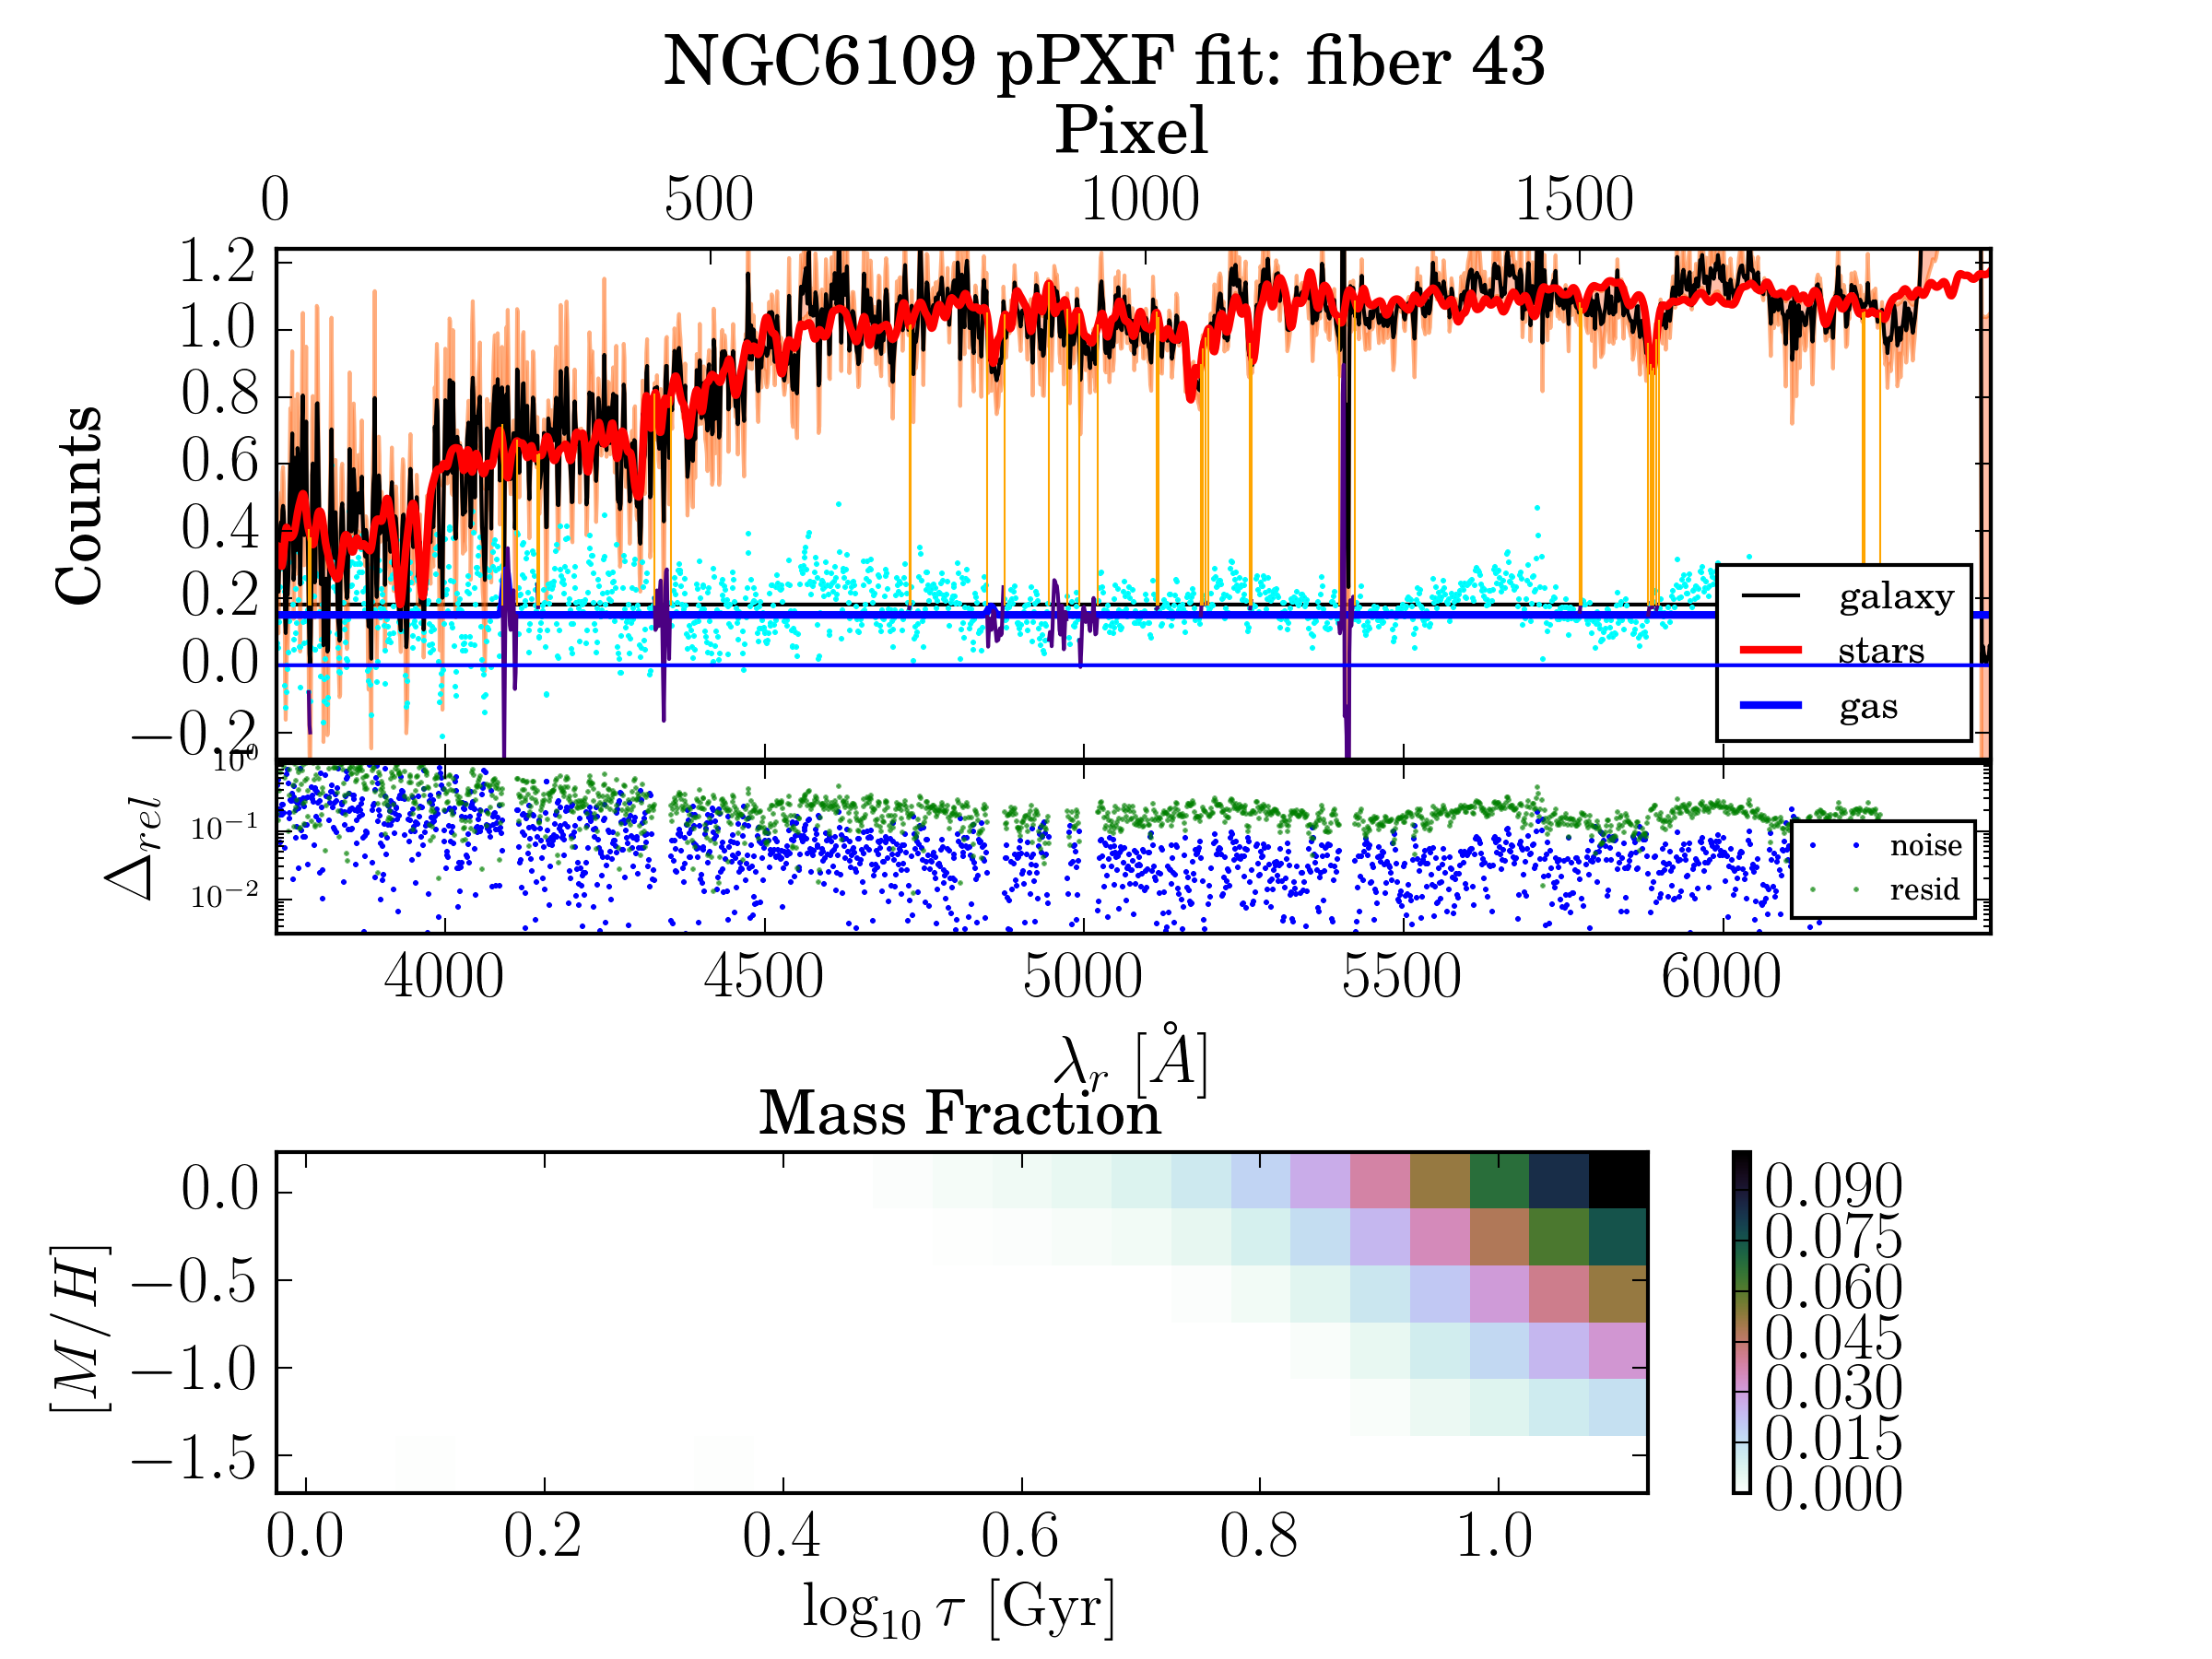 NGC6109 pPXF fit: fiber 43
Pixel
0 500 1000 1500
Counts
1.2
1.0
0.8
0.6
0.4
0.2
0.0
−0.2
galaxy
stars
gas
Δrel
10⁰
10⁻¹
10⁻²
noise
resid
4000 4500 5000 5500 6000
λr [Å]
Mass Fraction
[M/H]
0.0
−0.5
−1.0
−1.5
0.0 0.2 0.4 0.6 0.8 1.0
log₁₀ τ [Gyr]
0.090
0.075
0.060
0.045
0.030
0.015
0.000